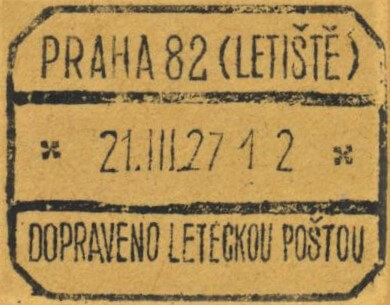 PRAHA 82 (LETIŠTĚ)
21.III.27 1 2
DOPRAVENO LETECKOU POŠTOU